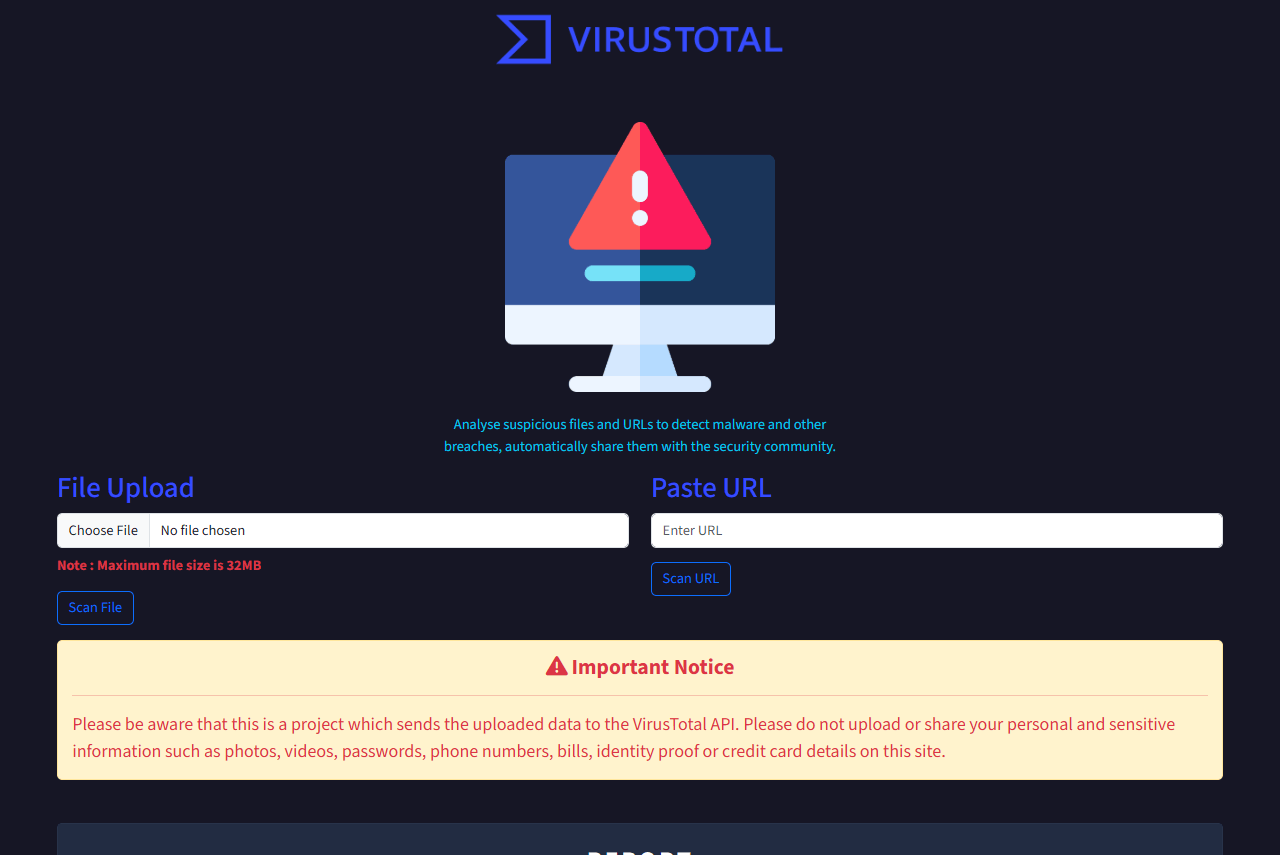 VIRUSTOTAL
Analyse suspicious files and URLs to detect malware and other
breaches, automatically share them with the security community.
File Upload
Choose File No file chosen
Note : Maximum file size is 32MB
Scan File
Paste URL
Enter URL
Scan URL
Important Notice
Please be aware that this is a project which sends the uploaded data to the VirusTotal API. Please do not upload or share your personal and sensitive
information such as photos, videos, passwords, phone numbers, bills, identity proof or credit card details on this site.
REPORT